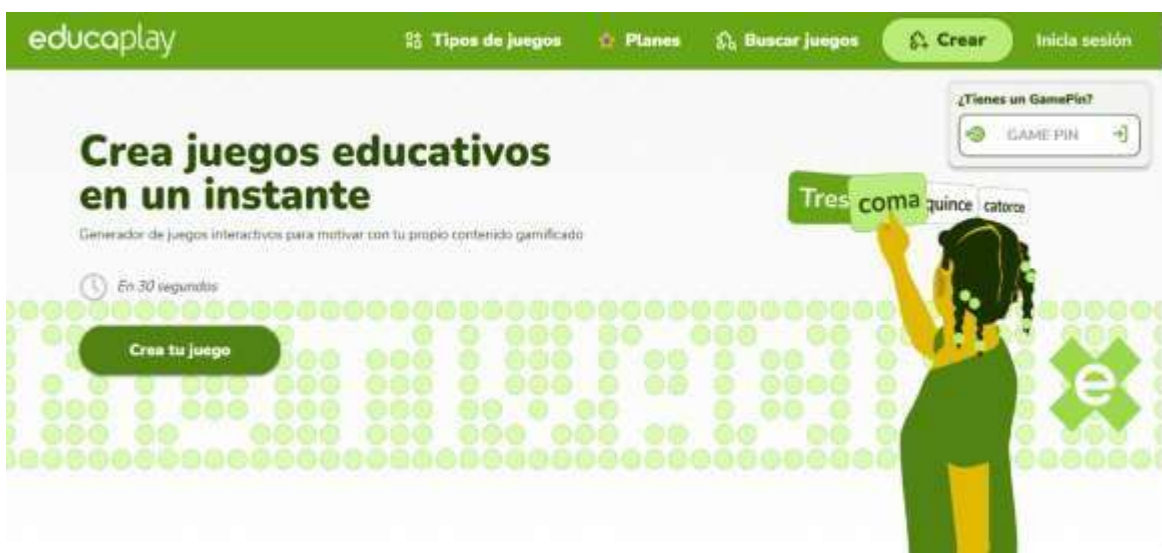 educaplay
Tipos de juegos
Planes
Buscar juegos
Crear
Inicia sesión
¿Tienes un GamePin?
GAME PIN
Crea juegos educativos
en un instante
Generador de juegos interactivos para motivar con tu propio contenido gamificado
En 30 segundos
Crea tu juego
Tres coma quince catorce
e